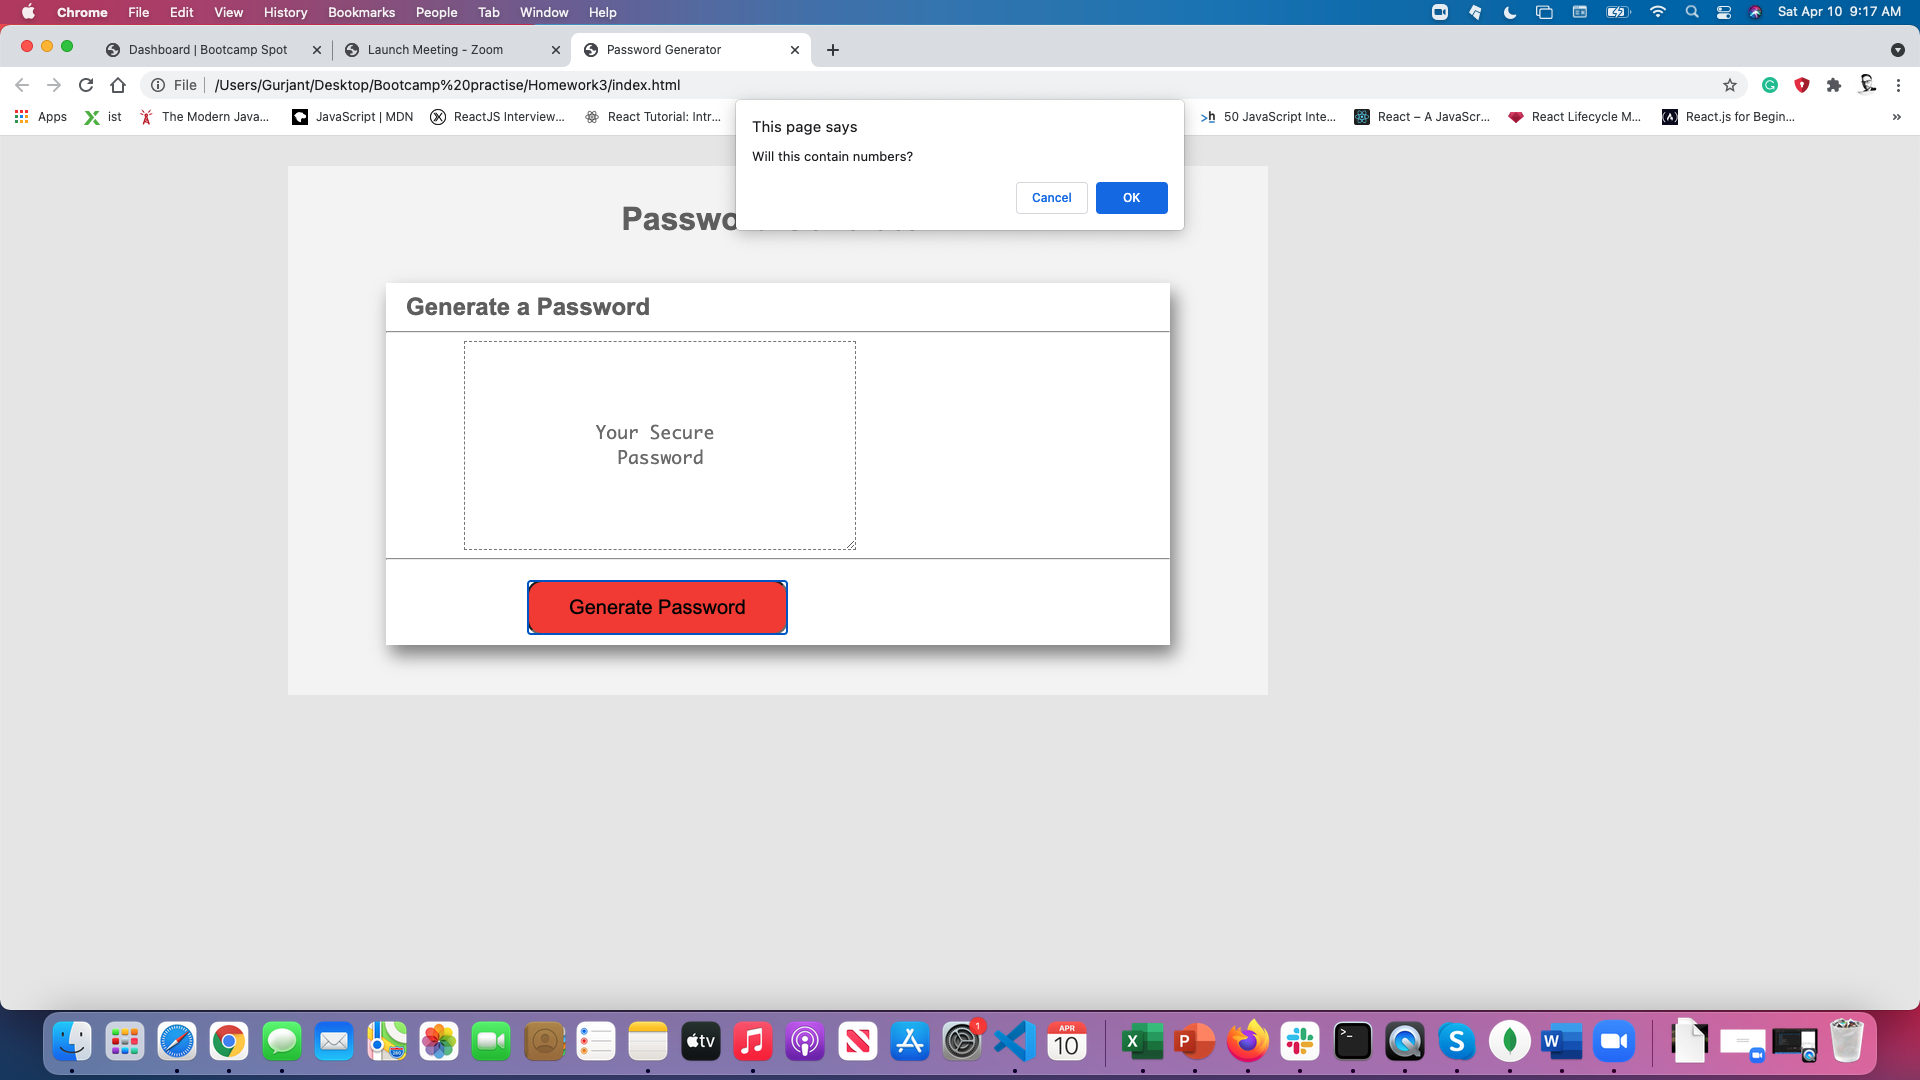 Chrome File Edit View History Bookmarks People Tab Window Help Sat Apr 10 9:17 AM
Dashboard | Bootcamp Spot Launch Meeting - Zoom Password Generator
File /Users/Gurjant/Desktop/Bootcamp%20practise/Homework3/index.html
Apps ist The Modern Java... JavaScript | MDN ReactJS Interview... React Tutorial: Intr... 50 JavaScript Inte... React – A JavaScr... React Lifecycle M... React.js for Begin... »
This page says
Will this contain numbers?
Cancel OK
Generate a Password
Your Secure
Password
Generate Password
tv
1
APR
10